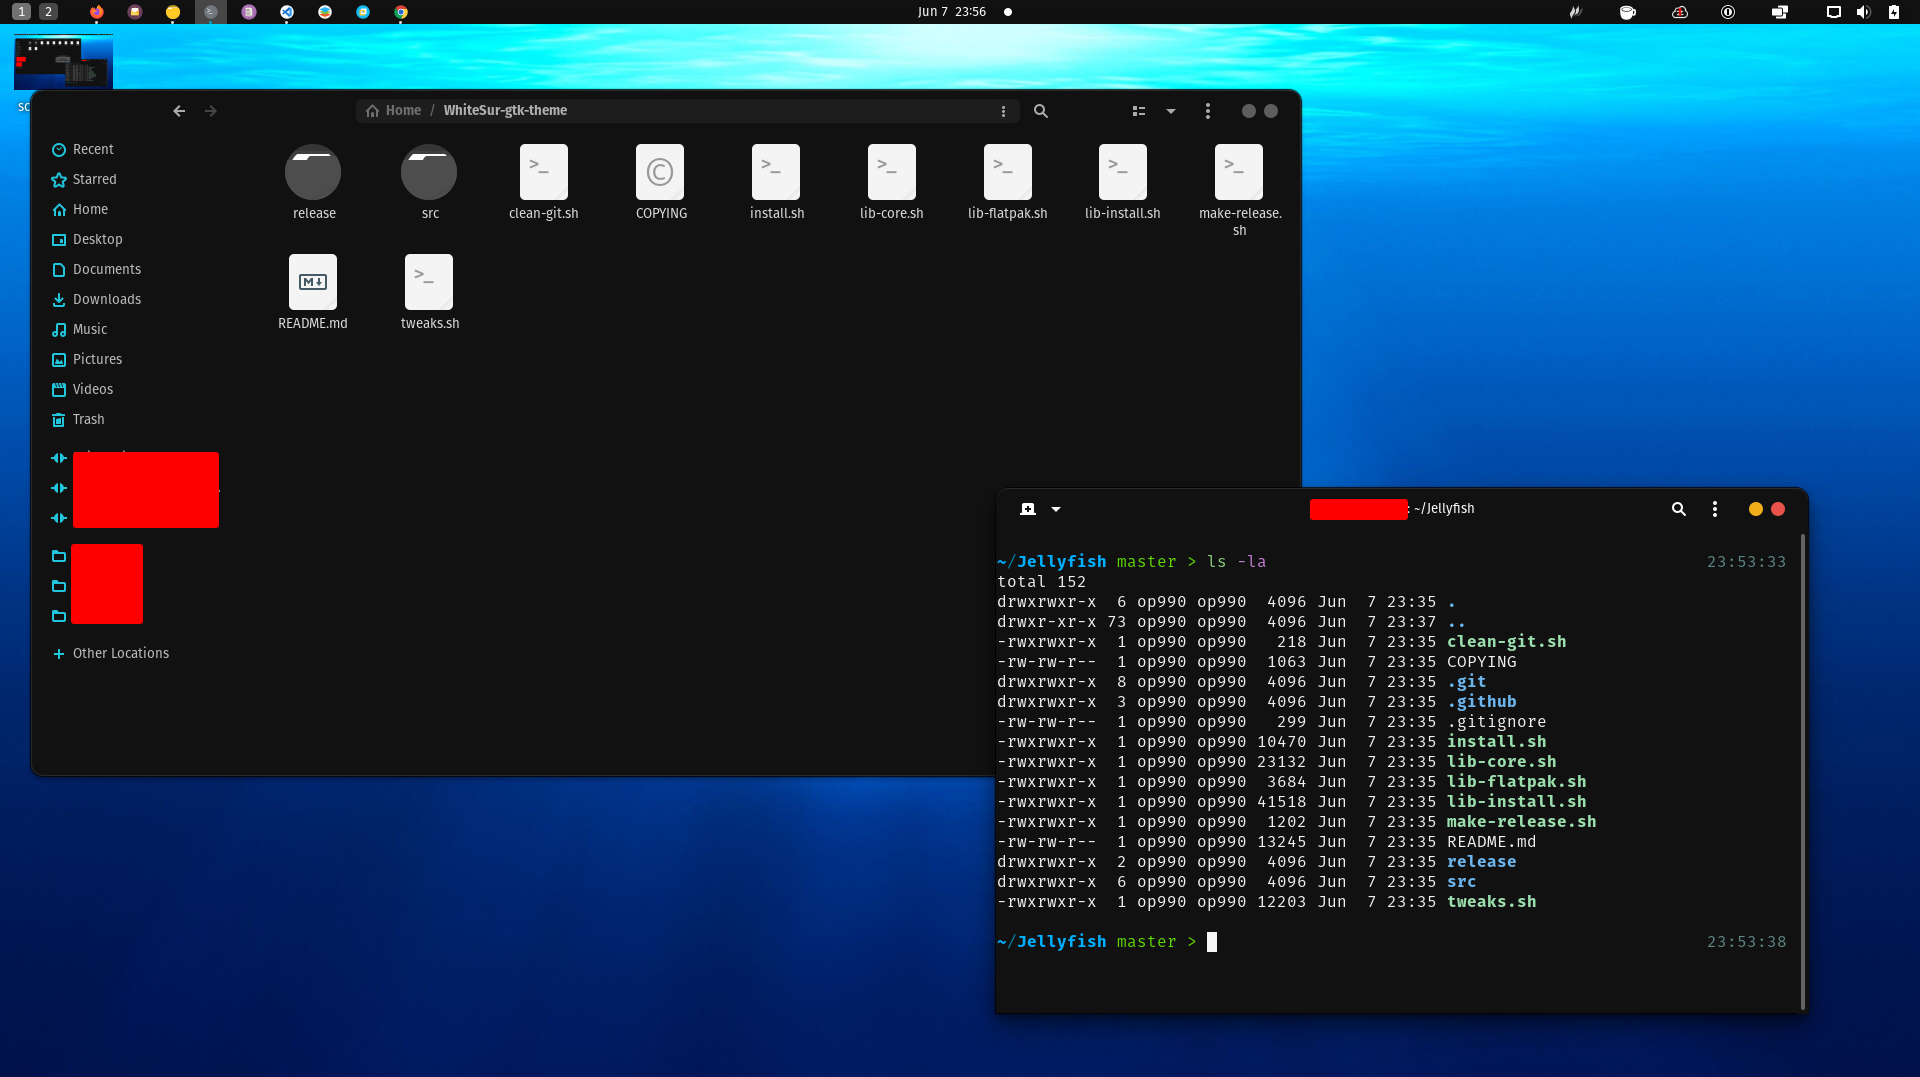 1 2
Jun 7 23:56
sc
Home / WhiteSur-gtk-theme
Recent
Starred
Home
Desktop
Documents
Downloads
Music
Pictures
Videos
Trash
Other Locations
release src clean-git.sh COPYING install.sh lib-core.sh lib-flatpak.sh lib-install.sh make-release.
sh
README.md tweaks.sh
: ~/Jellyfish
~/Jellyfish master > ls -la 23:53:33
total 152
drwxrwxr-x  6 op990 op990  4096 Jun  7 23:35 .
drwxr-xr-x 73 op990 op990  4096 Jun  7 23:37 ..
-rwxrwxr-x  1 op990 op990   218 Jun  7 23:35 clean-git.sh
-rw-rw-r--  1 op990 op990  1063 Jun  7 23:35 COPYING
drwxrwxr-x  8 op990 op990  4096 Jun  7 23:35 .git
drwxrwxr-x  3 op990 op990  4096 Jun  7 23:35 .github
-rw-rw-r--  1 op990 op990   299 Jun  7 23:35 .gitignore
-rwxrwxr-x  1 op990 op990 10470 Jun  7 23:35 install.sh
-rwxrwxr-x  1 op990 op990 23132 Jun  7 23:35 lib-core.sh
-rwxrwxr-x  1 op990 op990  3684 Jun  7 23:35 lib-flatpak.sh
-rwxrwxr-x  1 op990 op990 41518 Jun  7 23:35 lib-install.sh
-rwxrwxr-x  1 op990 op990  1202 Jun  7 23:35 make-release.sh
-rw-rw-r--  1 op990 op990 13245 Jun  7 23:35 README.md
drwxrwxr-x  2 op990 op990  4096 Jun  7 23:35 release
drwxrwxr-x  6 op990 op990  4096 Jun  7 23:35 src
-rwxrwxr-x  1 op990 op990 12203 Jun  7 23:35 tweaks.sh
~/Jellyfish master > 23:53:38